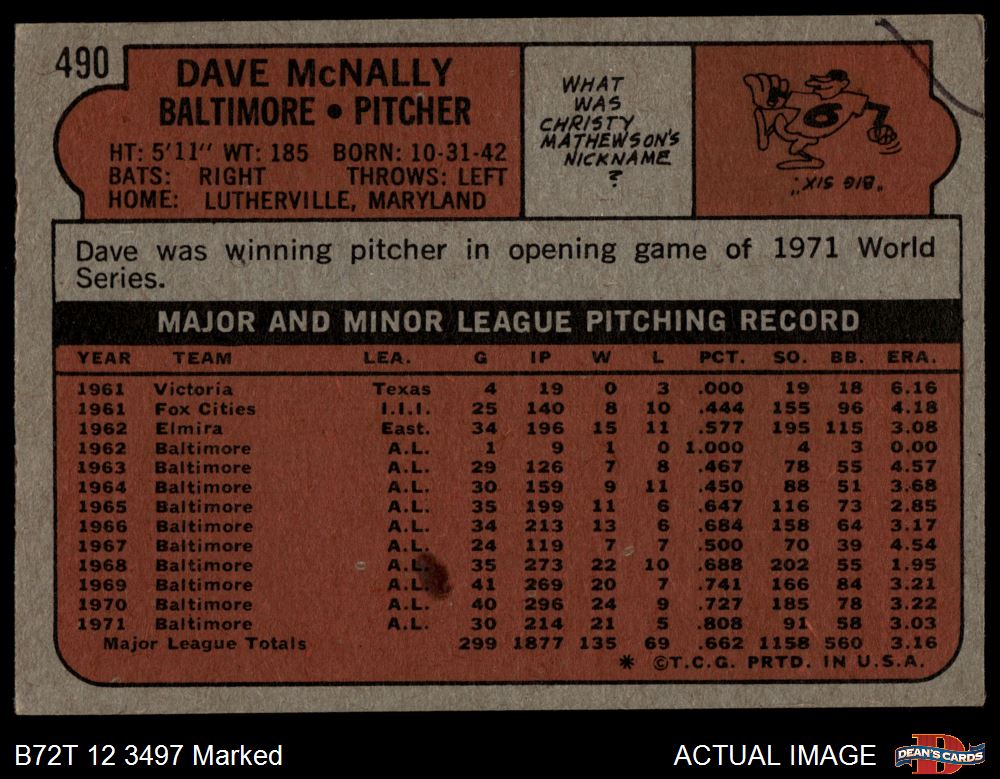 490
DAVE McNALLY
BALTIMORE • PITCHER
HT: 5'11" WT: 185 BORN: 10-31-42
BATS: RIGHT THROWS: LEFT
HOME: LUTHERVILLE, MARYLAND
WHAT
WAS
CHRISTY
MATHEWSON'S
NICKNAME
?
6
"BIG SIX"
Dave was winning pitcher in opening game of 1971 World
Series.
MAJOR AND MINOR LEAGUE PITCHING RECORD
YEAR TEAM LEA. G IP W L PCT. SO. BB. ERA.
1961 Victoria Texas 4 19 0 3 .000 19 18 6.16
1961 Fox Cities I.I.I. 25 140 8 10 .444 155 96 4.18
1962 Elmira East. 34 196 15 11 .577 195 115 3.08
1962 Baltimore A.L. 1 9 1 0 1.000 4 3 0.00
1963 Baltimore A.L. 29 126 7 8 .467 78 55 4.57
1964 Baltimore A.L. 30 159 9 11 .450 88 51 3.68
1965 Baltimore A.L. 35 199 11 6 .647 116 73 2.85
1966 Baltimore A.L. 34 213 13 6 .684 158 64 3.17
1967 Baltimore A.L. 24 119 7 7 .500 70 39 4.54
1968 Baltimore A.L. 35 273 22 10 .688 202 55 1.95
1969 Baltimore A.L. 41 269 20 7 .741 166 84 3.21
1970 Baltimore A.L. 40 296 24 9 .727 185 78 3.22
1971 Baltimore A.L. 30 214 21 5 .808 91 58 3.03
Major League Totals 299 1877 135 69 .662 1158 560 3.16
* ©T.C.G. PRTD. IN U.S.A.
B72T 12 3497 Marked
ACTUAL IMAGE
DEAN'S CARDS